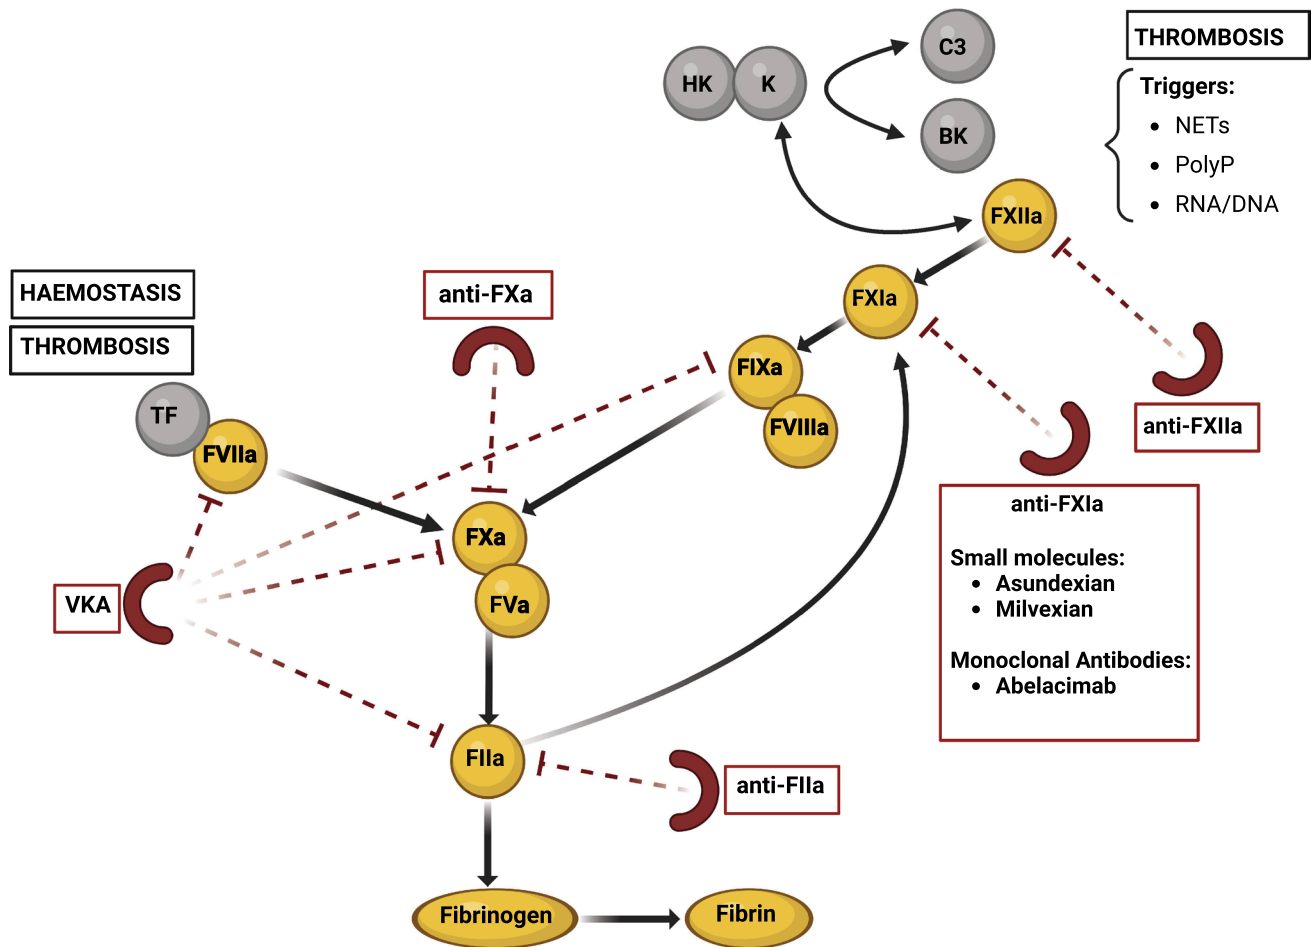 THROMBOSIS
Triggers:
• NETs
• PolyP
• RNA/DNA
HK
K
C3
BK
FXIIa
FXIa
FIXa
FVIIIa
HAEMOSTASIS
THROMBOSIS
anti-FXa
TF
FVIIa
FXa
FVa
VKA
FIIa
anti-FIIa
Fibrinogen
Fibrin
anti-FXIIa
anti-FXIa
Small molecules:
• Asundexian
• Milvexian
Monoclonal Antibodies:
• Abelacimab